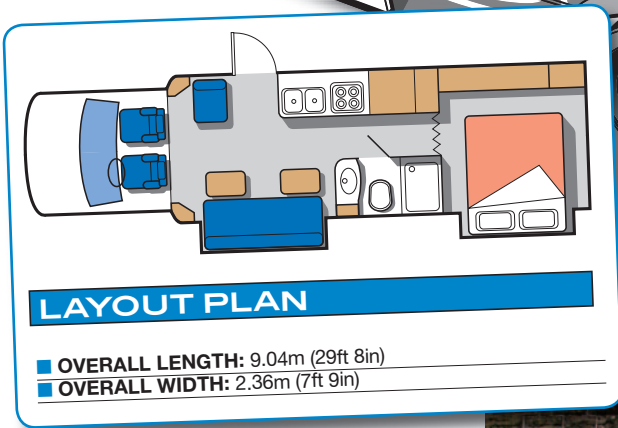 LAYOUT PLAN
OVERALL LENGTH: 9.04m (29ft 8in)
OVERALL WIDTH: 2.36m (7ft 9in)